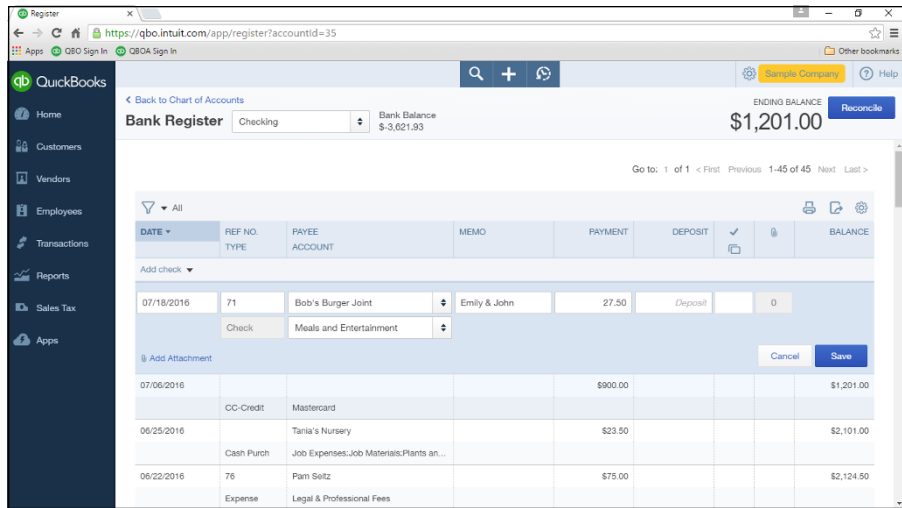 Register
https://qbo.intuit.com/app/register?accountId=35
Apps QBO Sign In QBOA Sign In Other bookmarks
qb QuickBooks
Sample Company ? Help
Home
Customers
Vendors
Employees
Transactions
Reports
Sales Tax
Apps
< Back to Chart of Accounts
Bank Register Checking Bank Balance
$-3,621.93
ENDING BALANCE
$1,201.00
Reconcile
Go to: 1 of 1 < First Previous 1-45 of 45 Next Last >
All
DATE REF NO. PAYEE MEMO PAYMENT DEPOSIT BALANCE
TYPE ACCOUNT
Add check
07/18/2016 71 Bob's Burger Joint Emily & John 27.50 Deposit 0
Check Meals and Entertainment
Add Attachment Cancel Save
07/06/2016 $900.00 $1,201.00
CC-Credit Mastercard
06/25/2016 Tania's Nursery $23.50 $2,101.00
Cash Purch Job Expenses:Job Materials:Plants an...
06/22/2016 76 Pam Seitz $75.00 $2,124.50
Expense Legal & Professional Fees